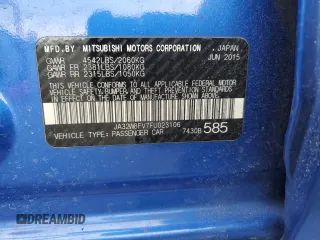 MFD.BY MITSUBISHI MOTORS CORPORATION, JAPAN
GVWR 4542LBS/2060KG JUN 2015
GAWR FR 2381LBS/1080KG
GAWR RR 2315LBS/1050KG
THIS VEHICLE CONFORMS TO ALL APPLICABLE FEDERAL MOTOR VEHICLE SAFETY, BUMPER, AND THEFT PREVENTION STANDARDS IN EFFECT ON THE DATE OF MANUFACTURE SHOWN ABOVE.
JA32W8FV7FU023106
VEHICLE TYPE: PASSENGER CAR 7430B 585
DREAMBID